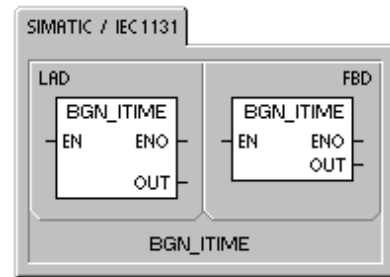 SIMATIC / IEC1131
LAD
FBD
BGN_ITIME
EN
ENO
OUT
BGN_ITIME
EN
ENO
OUT
BGN_ITIME